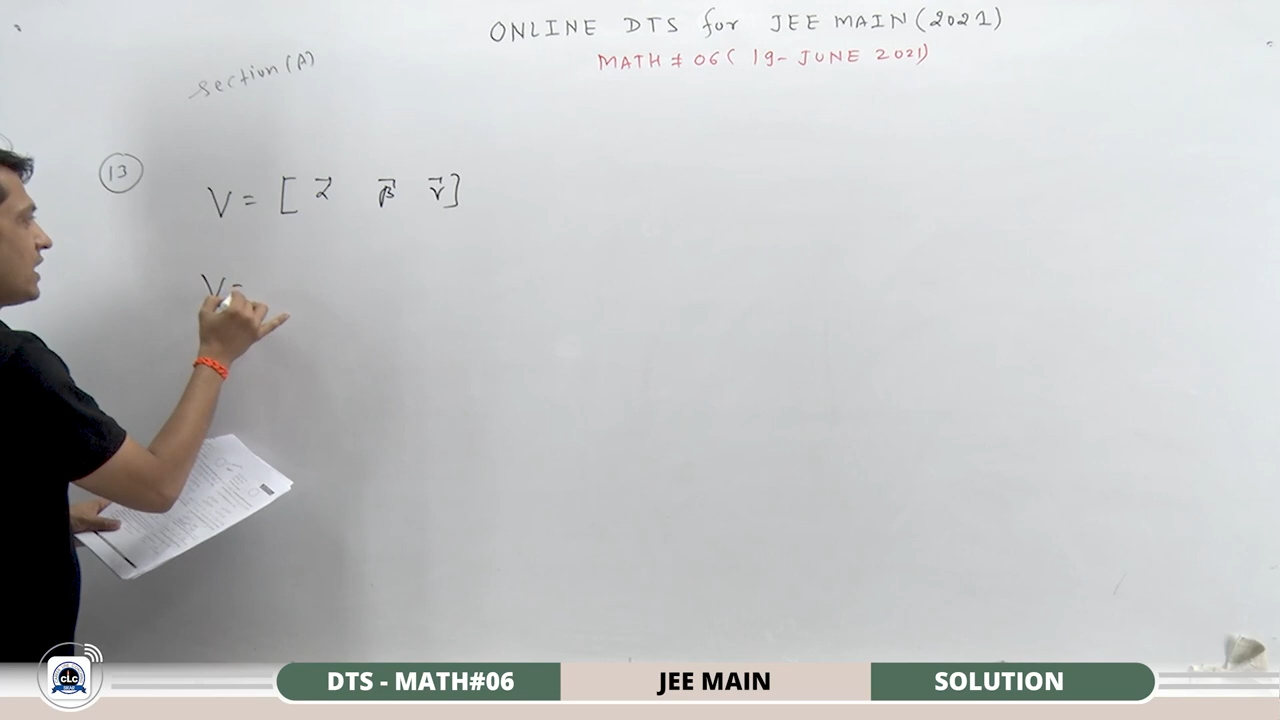 ONLINE DTS for JEE MAIN (2021)
MATH # 06 ( 19- JUNE 2021)
section (A)
13
V = [ α⃗ β⃗ γ⃗ ]
V =
CLC
DTS - MATH#06 JEE MAIN SOLUTION